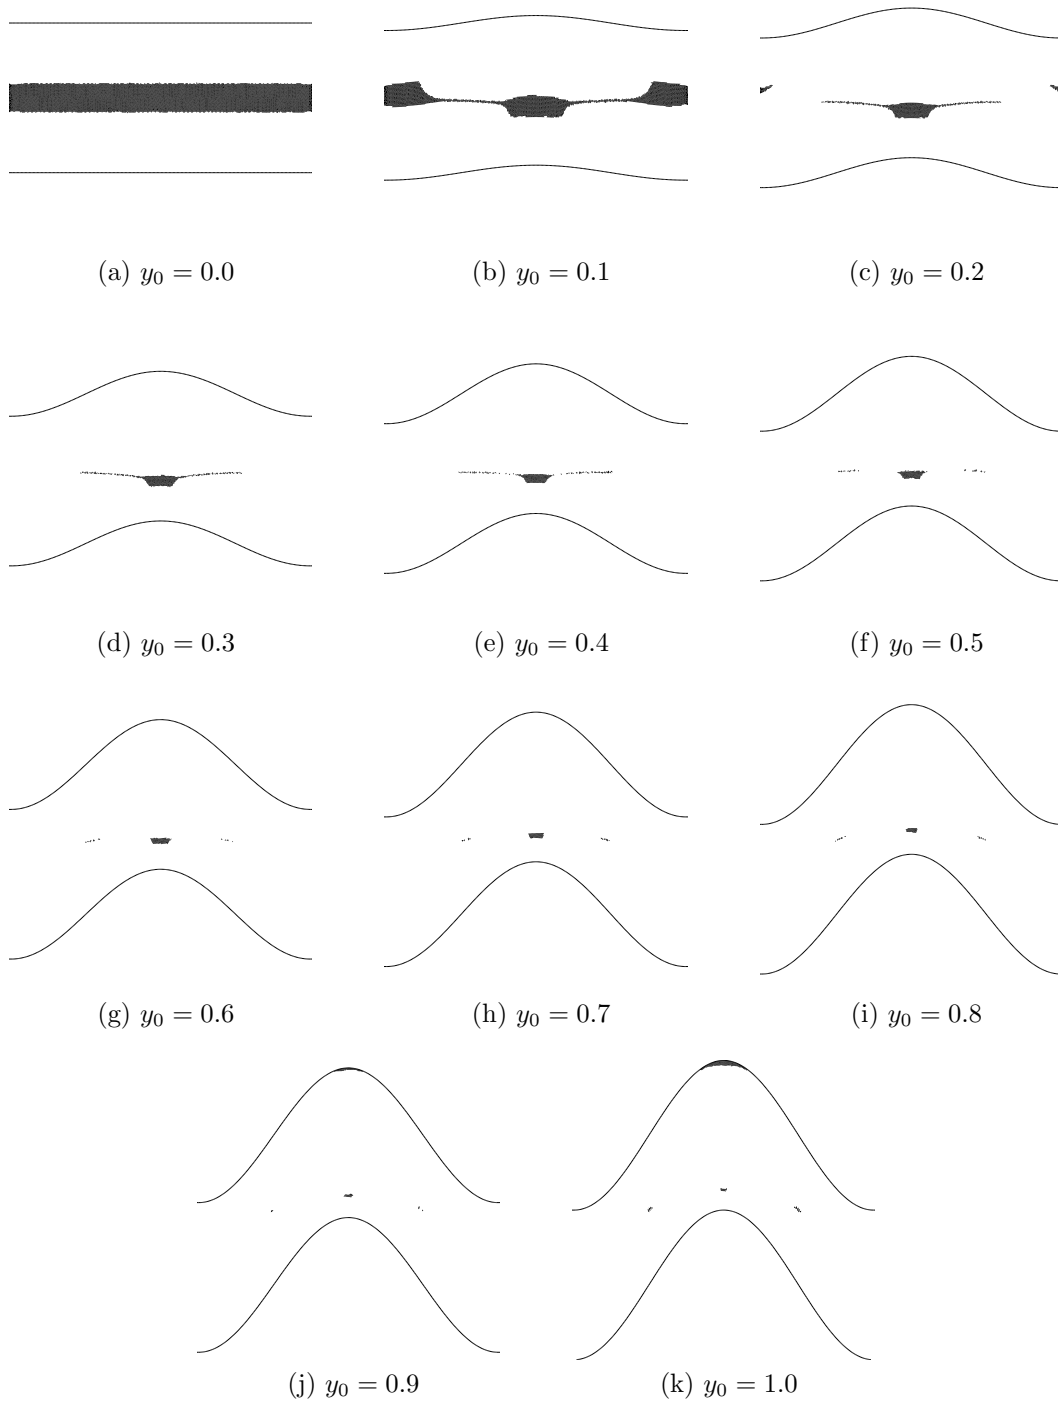 (a) y₀ = 0.0
(b) y₀ = 0.1
(c) y₀ = 0.2
(d) y₀ = 0.3
(e) y₀ = 0.4
(f) y₀ = 0.5
(g) y₀ = 0.6
(h) y₀ = 0.7
(i) y₀ = 0.8
(j) y₀ = 0.9
(k) y₀ = 1.0